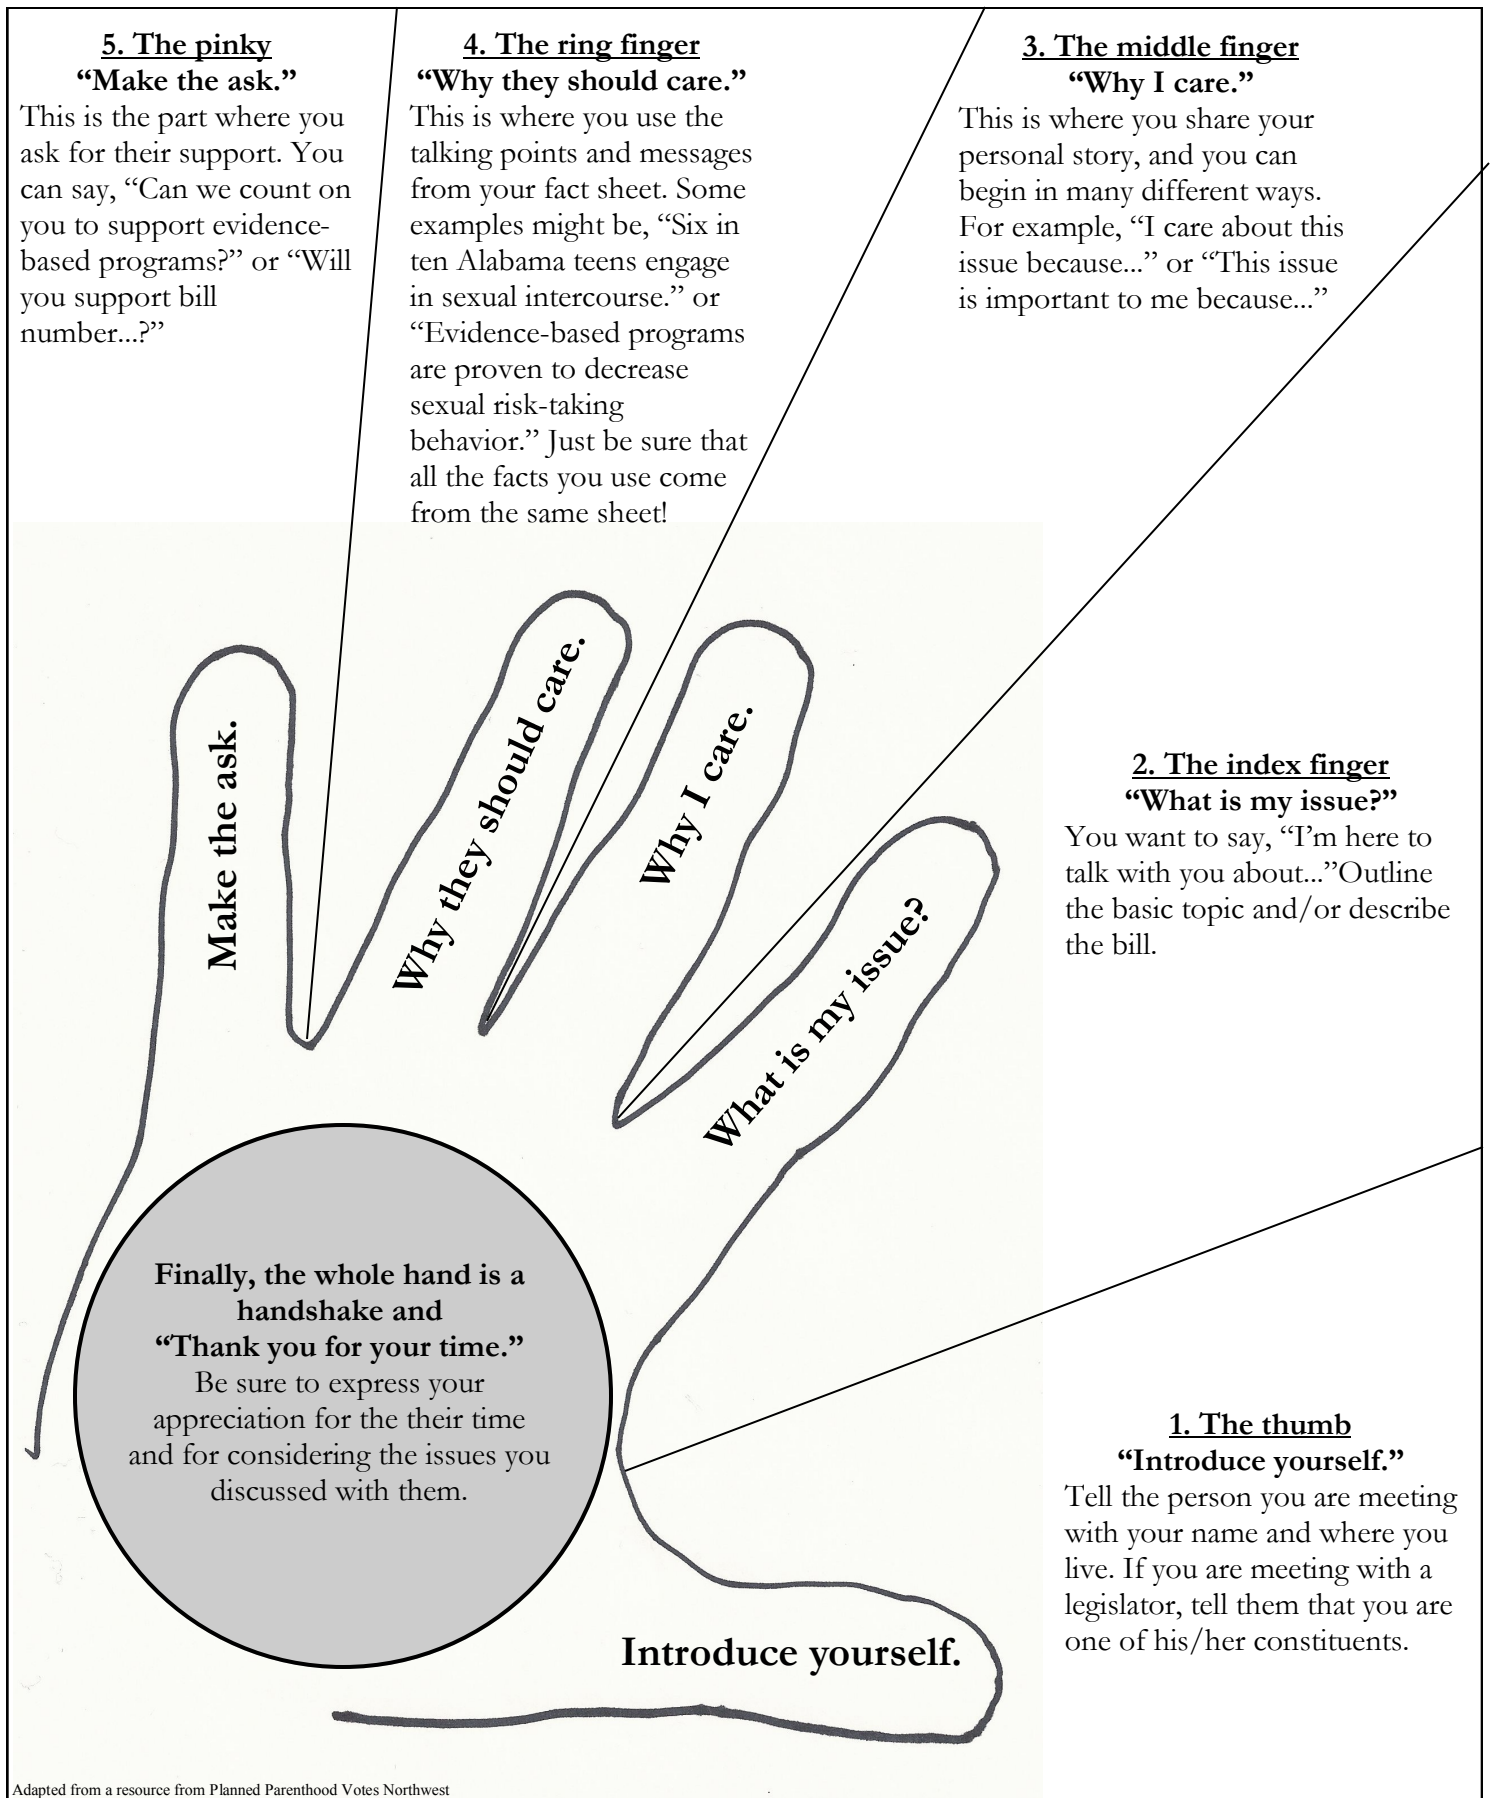 5. The pinky
“Make the ask.”
This is the part where you
ask for their support. You
can say, “Can we count on
you to support evidence-
based programs?” or “Will
you support bill
number...?”
4. The ring finger
“Why they should care.”
This is where you use the
talking points and messages
from your fact sheet. Some
examples might be, “Six in
ten Alabama teens engage
in sexual intercourse.” or
“Evidence-based programs
are proven to decrease
sexual risk-taking
behavior.” Just be sure that
all the facts you use come
from the same sheet!
3. The middle finger
“Why I care.”
This is where you share your
personal story, and you can
begin in many different ways.
For example, “I care about this
issue because...” or “This issue
is important to me because...”
2. The index finger
“What is my issue?”
You want to say, “I’m here to
talk with you about...”Outline
the basic topic and/or describe
the bill.
1. The thumb
“Introduce yourself.”
Tell the person you are meeting
with your name and where you
live. If you are meeting with a
legislator, tell them that you are
one of his/her constituents.
Make the ask.
Why they should care.
Why I care.
What is my issue?
Introduce yourself.
Finally, the whole hand is a
handshake and
“Thank you for your time.”
Be sure to express your
appreciation for the their time
and for considering the issues you
discussed with them.
Adapted from a resource from Planned Parenthood Votes Northwest